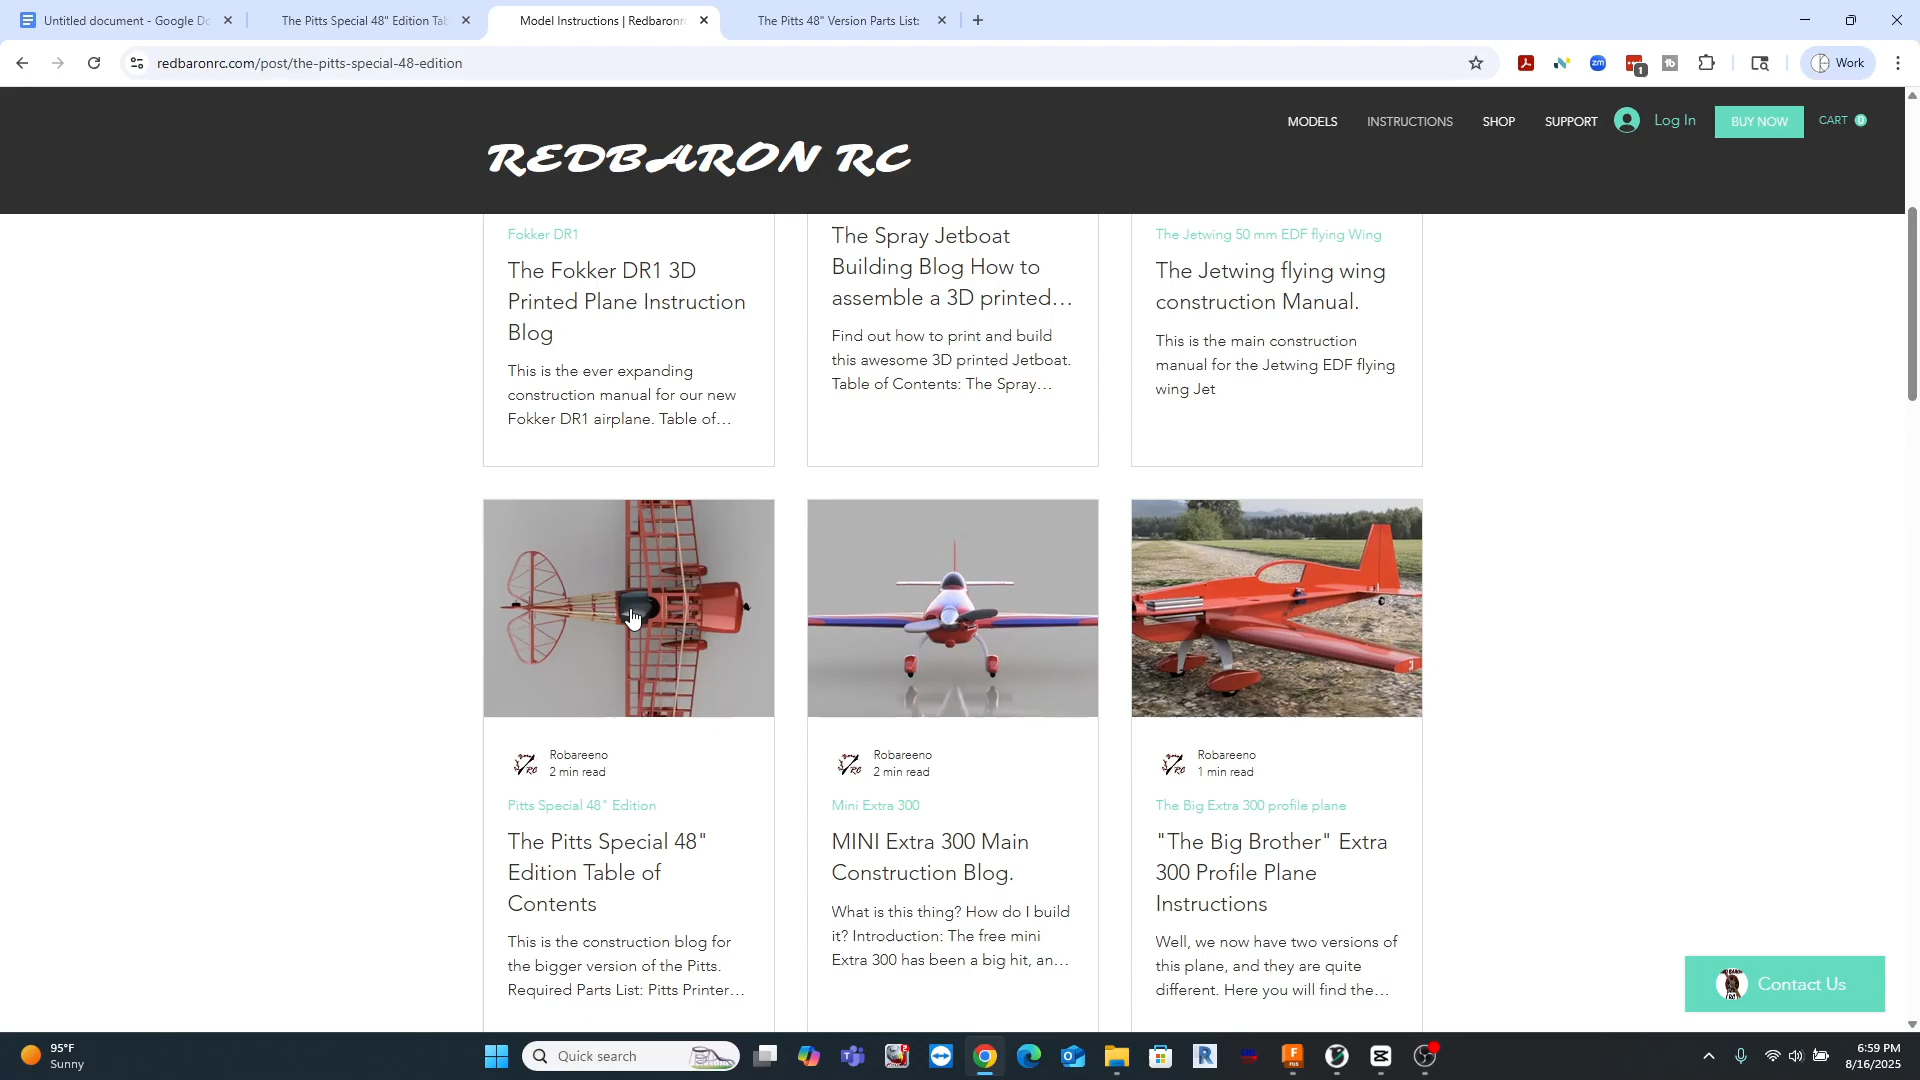 Untitled document - Google Do
The Pitts Special 48" Edition Tab
Model Instructions | Redbaronr
The Pitts 48" Version Parts List:
redbaronrc.com/post/the-pitts-special-48-edition
1
Work
MODELS
INSTRUCTIONS
SHOP
SUPPORT
Log In
BUY NOW
CART 0
REDBARON RC
Fokker DR1
The Fokker DR1 3D
Printed Plane Instruction
Blog
This is the ever expanding
construction manual for our new
Fokker DR1 airplane. Table of...
The Spray Jetboat
Building Blog How to
assemble a 3D printed...
Find out how to print and build
this awesome 3D printed Jetboat.
Table of Contents: The Spray...
The Jetwing 50 mm EDF flying Wing
The Jetwing flying wing
construction Manual.
This is the main construction
manual for the Jetwing EDF flying
wing Jet
Robareeno
2 min read
Pitts Special 48" Edition
The Pitts Special 48"
Edition Table of
Contents
This is the construction blog for
the bigger version of the Pitts.
Required Parts List: Pitts Printer...
Robareeno
2 min read
Mini Extra 300
MINI Extra 300 Main
Construction Blog.
What is this thing? How do I build
it? Introduction: The free mini
Extra 300 has been a big hit, an...
Robareeno
1 min read
The Big Extra 300 profile plane
"The Big Brother" Extra
300 Profile Plane
Instructions
Well, we now have two versions of
this plane, and they are quite
different. Here you will find the...
Contact Us
95°F
Sunny
Quick search
6:59 PM
8/16/2025